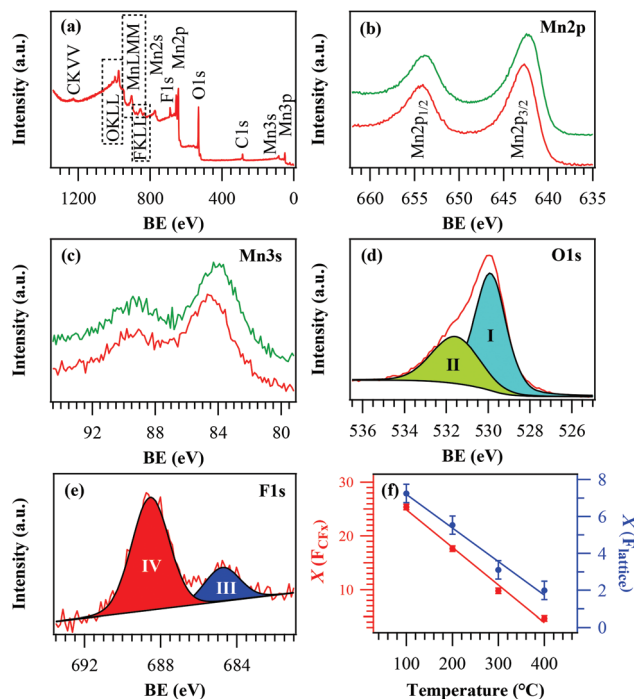 (a)
Intensity (a.u.)
CKVV
OKLL
MnLMM
FKLL
Mn2s
F1s
Mn2p
O1s
C1s
Mn3s
Mn3p
1200 800 400 0
BE (eV)
(b) Mn2p
Intensity (a.u.)
Mn2p1/2
Mn2p3/2
660 655 650 645 640 635
BE (eV)
(c) Mn3s
Intensity (a.u.)
92 88 84 80
BE (eV)
(d) O1s
Intensity (a.u.)
I
II
536 534 532 530 528 526
BE (eV)
(e) F1s
Intensity (a.u.)
IV
III
692 688 684
BE (eV)
(f)
X (FCFx)
30
20
10
X (Flattice)
8
6
4
2
0
100 200 300 400
Temperature (°C)